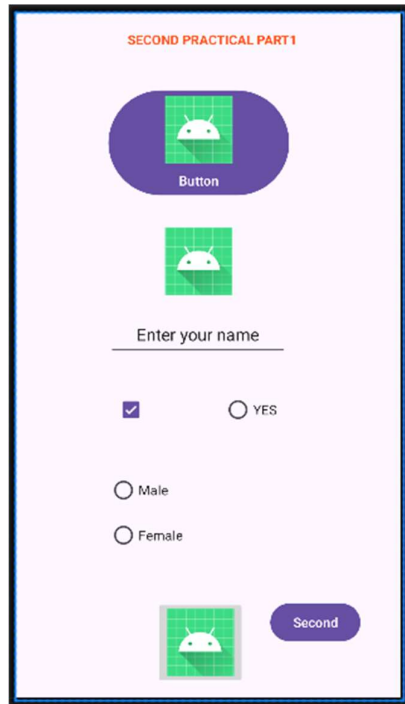 SECOND PRACTICAL PART1
Button
Enter your name
YES
Male
Female
Second